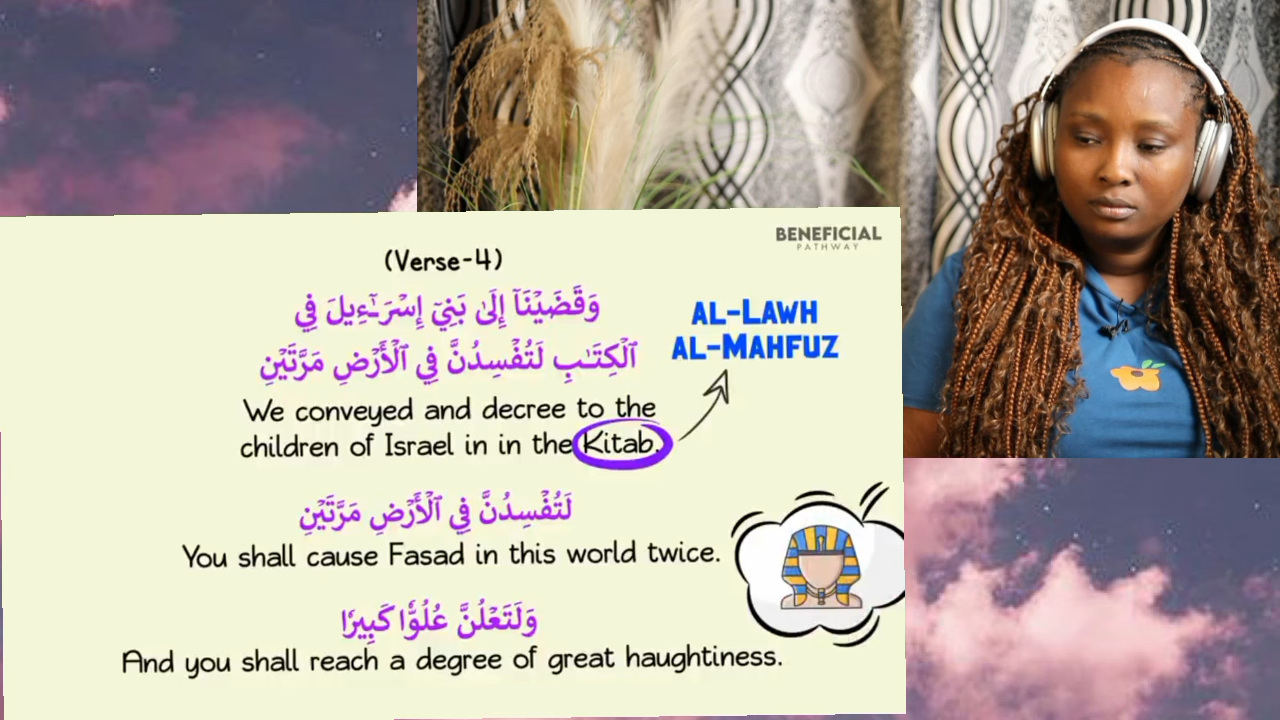 BENEFICIAL
PATHWAY
(Verse-4)
وَقَضَيْنَآ إِلَىٰ بَنِىٓ إِسْرَـٰٓءِيلَ فِى
ٱلْكِتَـٰبِ لَتُفْسِدُنَّ فِى ٱلْأَرْضِ مَرَّتَيْنِ
AL-LAWH
AL-MAHFUZ
We conveyed and decree to the
children of Israel in in the Kitab.
لَتُفْسِدُنَّ فِى ٱلْأَرْضِ مَرَّتَيْنِ
You shall cause Fasad in this world twice.
وَلَتَعْلُنَّ عُلُوًّا كَبِيرًا
And you shall reach a degree of great haughtiness.